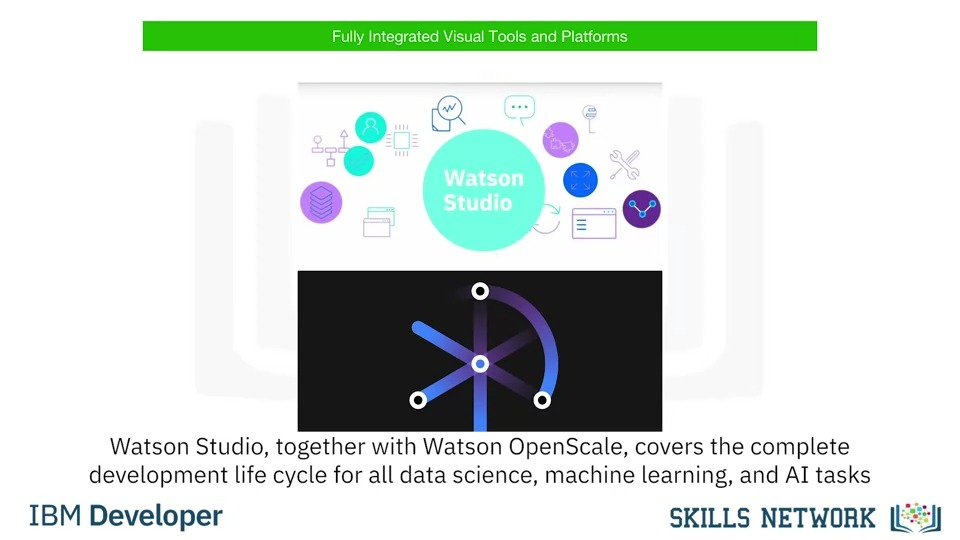 Fully Integrated Visual Tools and Platforms
Watson
Studio
Watson Studio, together with Watson OpenScale, covers the complete
development life cycle for all data science, machine learning, and AI tasks
IBM Developer
SKILLS NETWORK